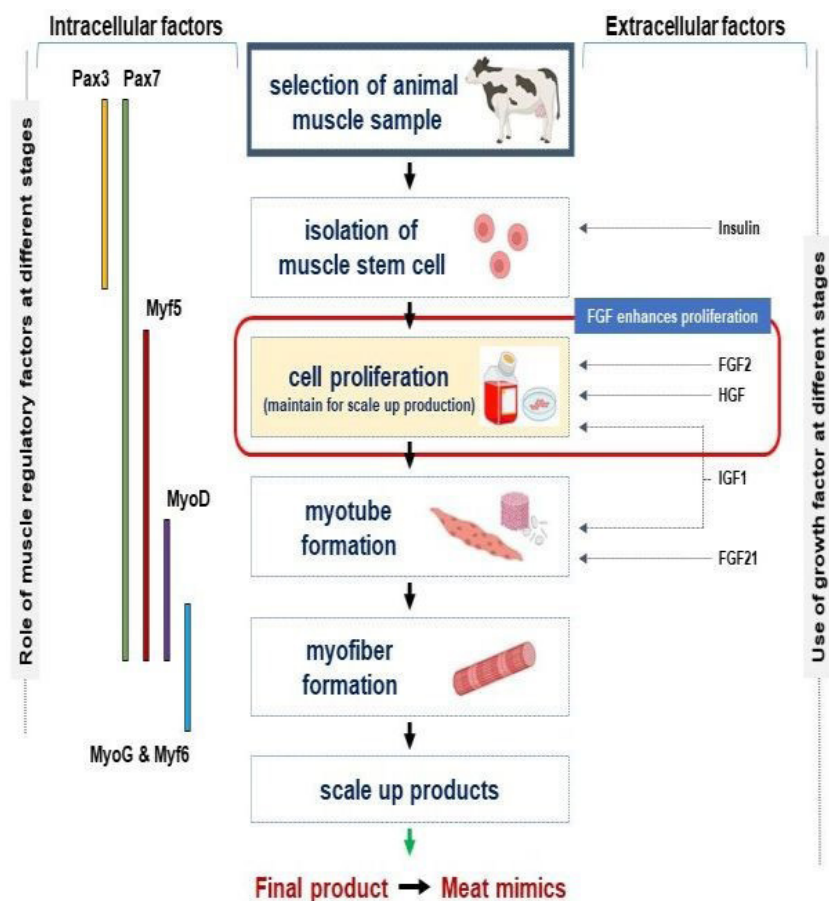 Intracellular factors
Extracellular factors
Role of muscle regulatory factors at different stages
Pax3 Pax7
selection of animal
muscle sample
isolation of
muscle stem cell
Insulin
Myf5
FGF enhances proliferation
cell proliferation
(maintain for scale up production)
FGF2
HGF
IGF1
MyoD
myotube
formation
FGF21
myofiber
formation
MyoG & Myf6
scale up products
Final product → Meat mimics
Use of growth factor at different stages